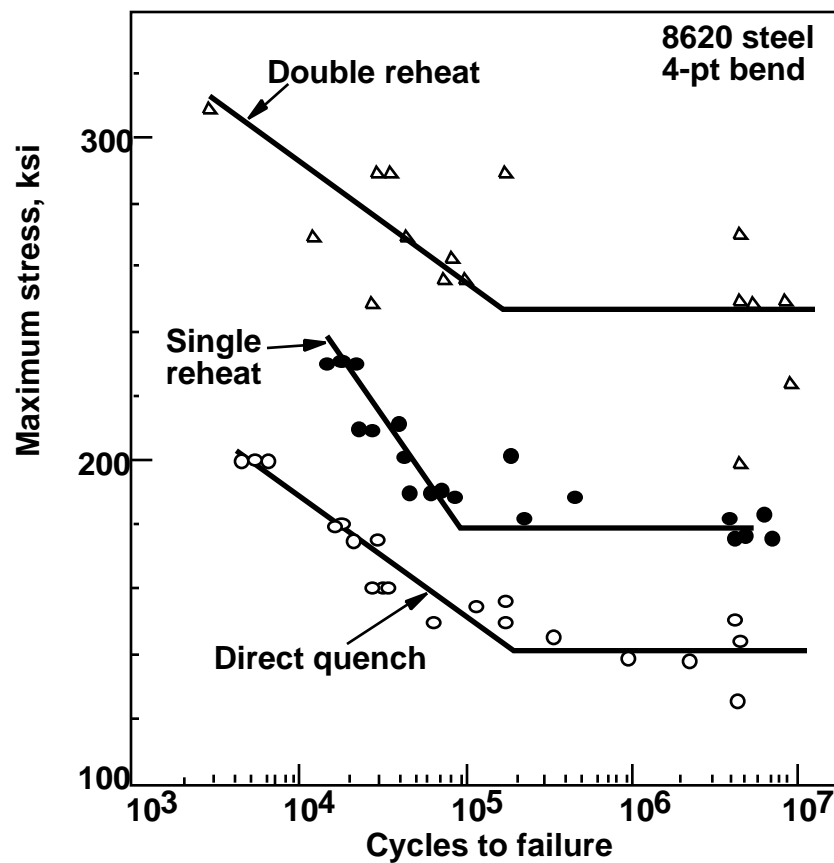 8620 steel
4-pt bend
Double reheat
300
Maximum stress, ksi
Single
reheat
200
Direct quench
100
10³ 10⁴ 10⁵ 10⁶ 10⁷
Cycles to failure